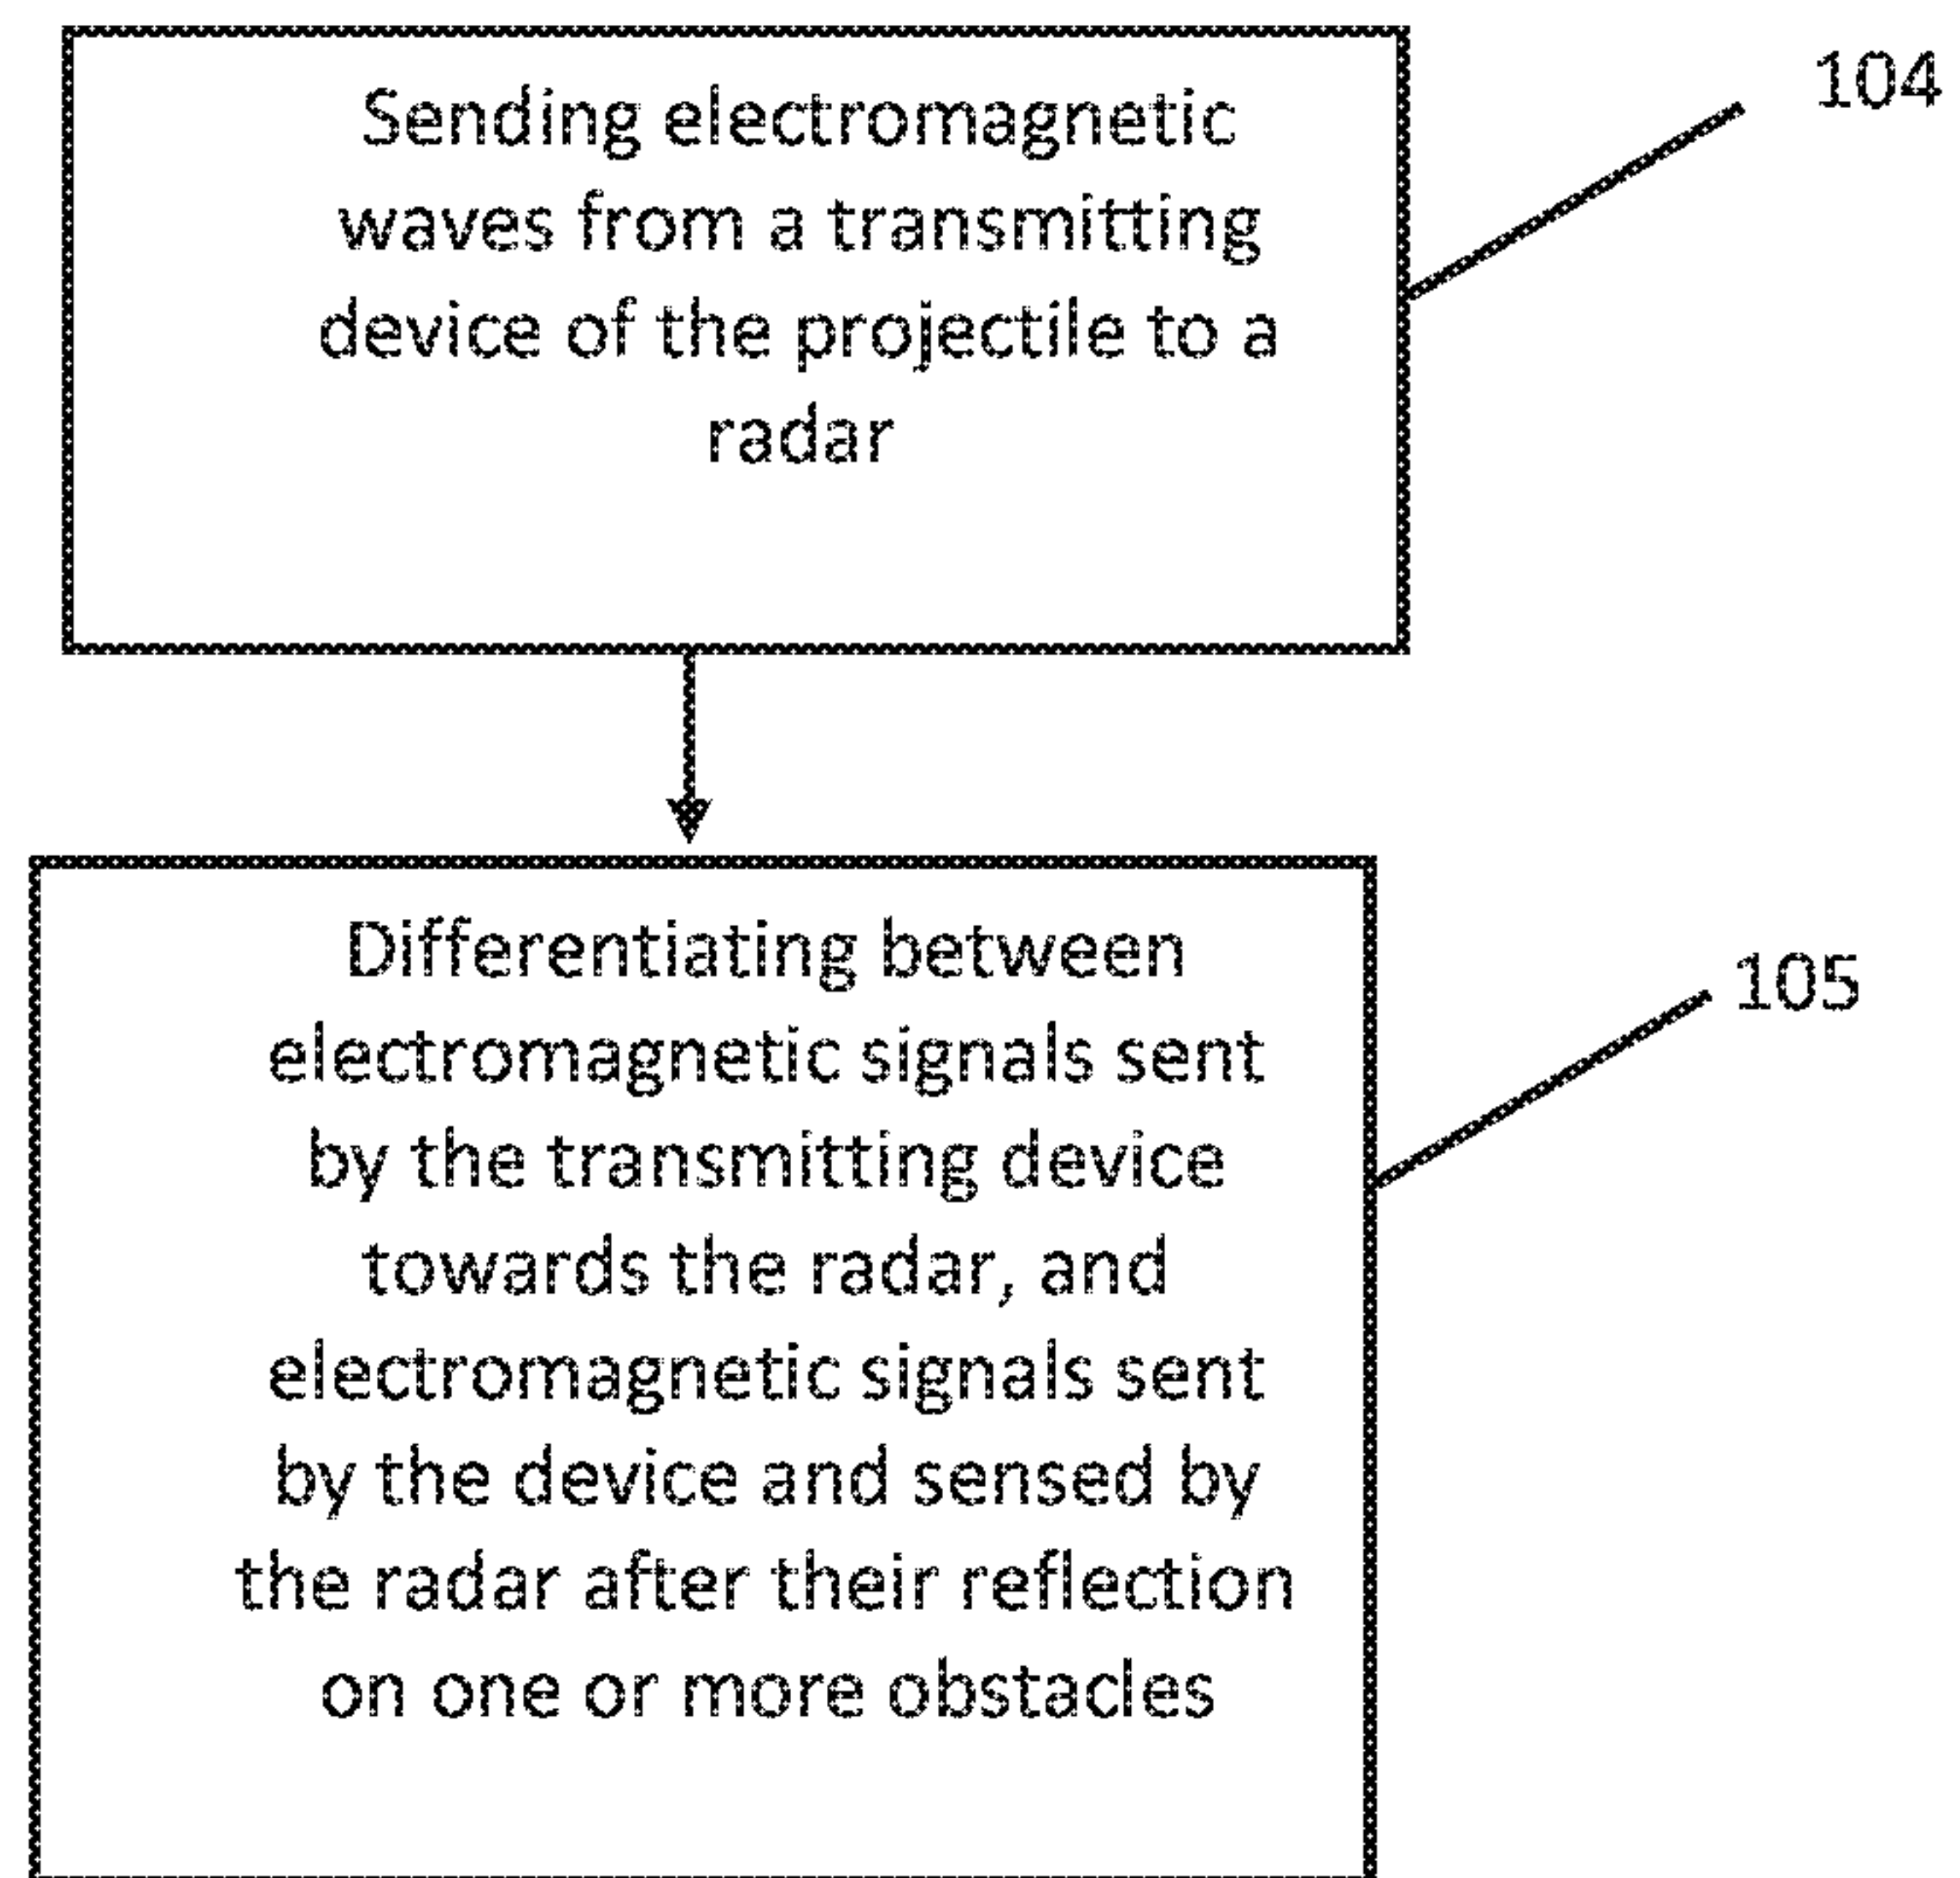 Sending electromagnetic
waves from a transmitting
device of the projectile to a
radar
104
Differentiating between
electromagnetic signals sent
by the transmitting device
towards the radar, and
electromagnetic signals sent
by the device and sensed by
the radar after their reflection
on one or more obstacles
105